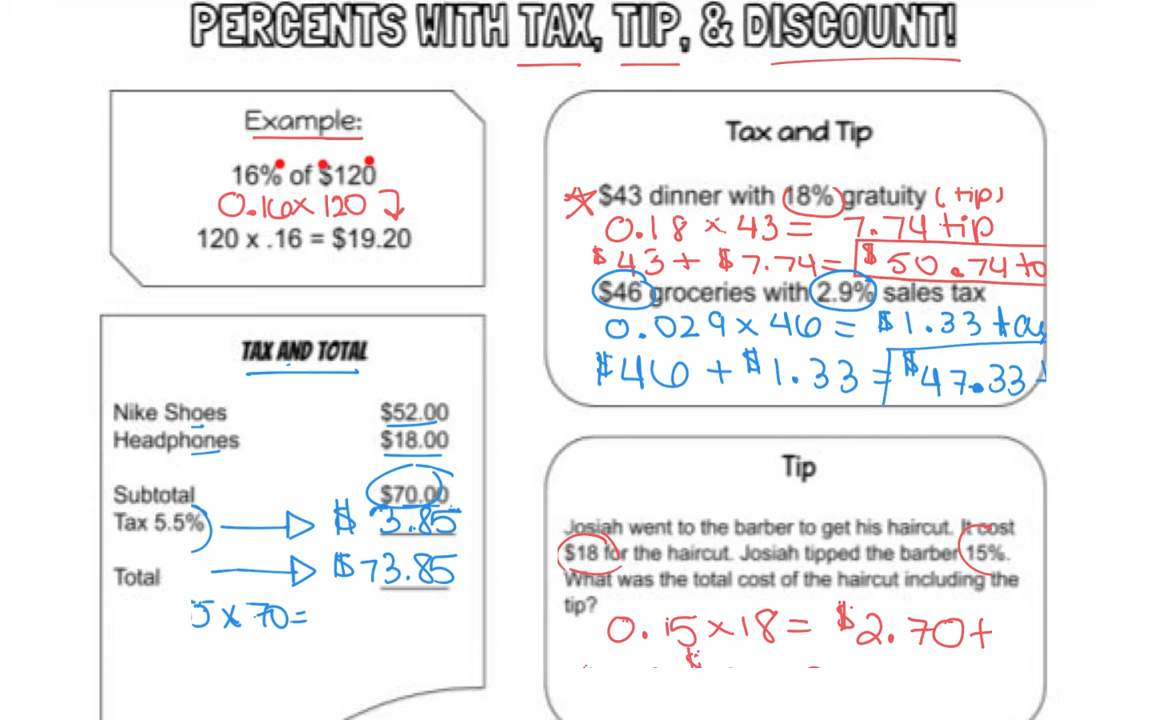 PERCENTS WITH TAX, TIP, & DISCOUNT!
Example:
16% of $120
0.16 x 120
120 x .16 = $19.20
TAX AND TOTAL
Nike Shoes $52.00
Headphones $18.00
Subtotal $70.00
Tax 5.5% $ 3.85
Total $73.85
5 x 70 =
Tax and Tip
$43 dinner with 18% gratuity (tip)
0.18 x 43 = 7.74 tip
$43 + $7.74 = $50.74 to
$46 groceries with 2.9% sales tax
0.029 x 46 = $1.33 tax
$46 + $1.33 = $47.33
Tip
Josiah went to the barber to get his haircut. It cost
$18 for the haircut. Josiah tipped the barber 15%.
What was the total cost of the haircut including the
tip?
0.15 x 18 = $2.70 t